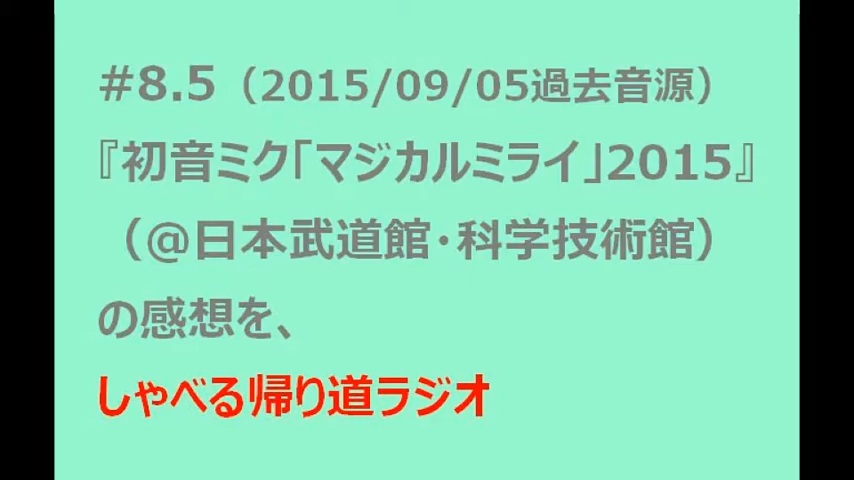 #8.5（2015/09/05過去音源）
『初音ミク「マジカルミライ」2015』
（@日本武道館・科学技術館）
の感想を、
しゃべる帰り道ラジオ